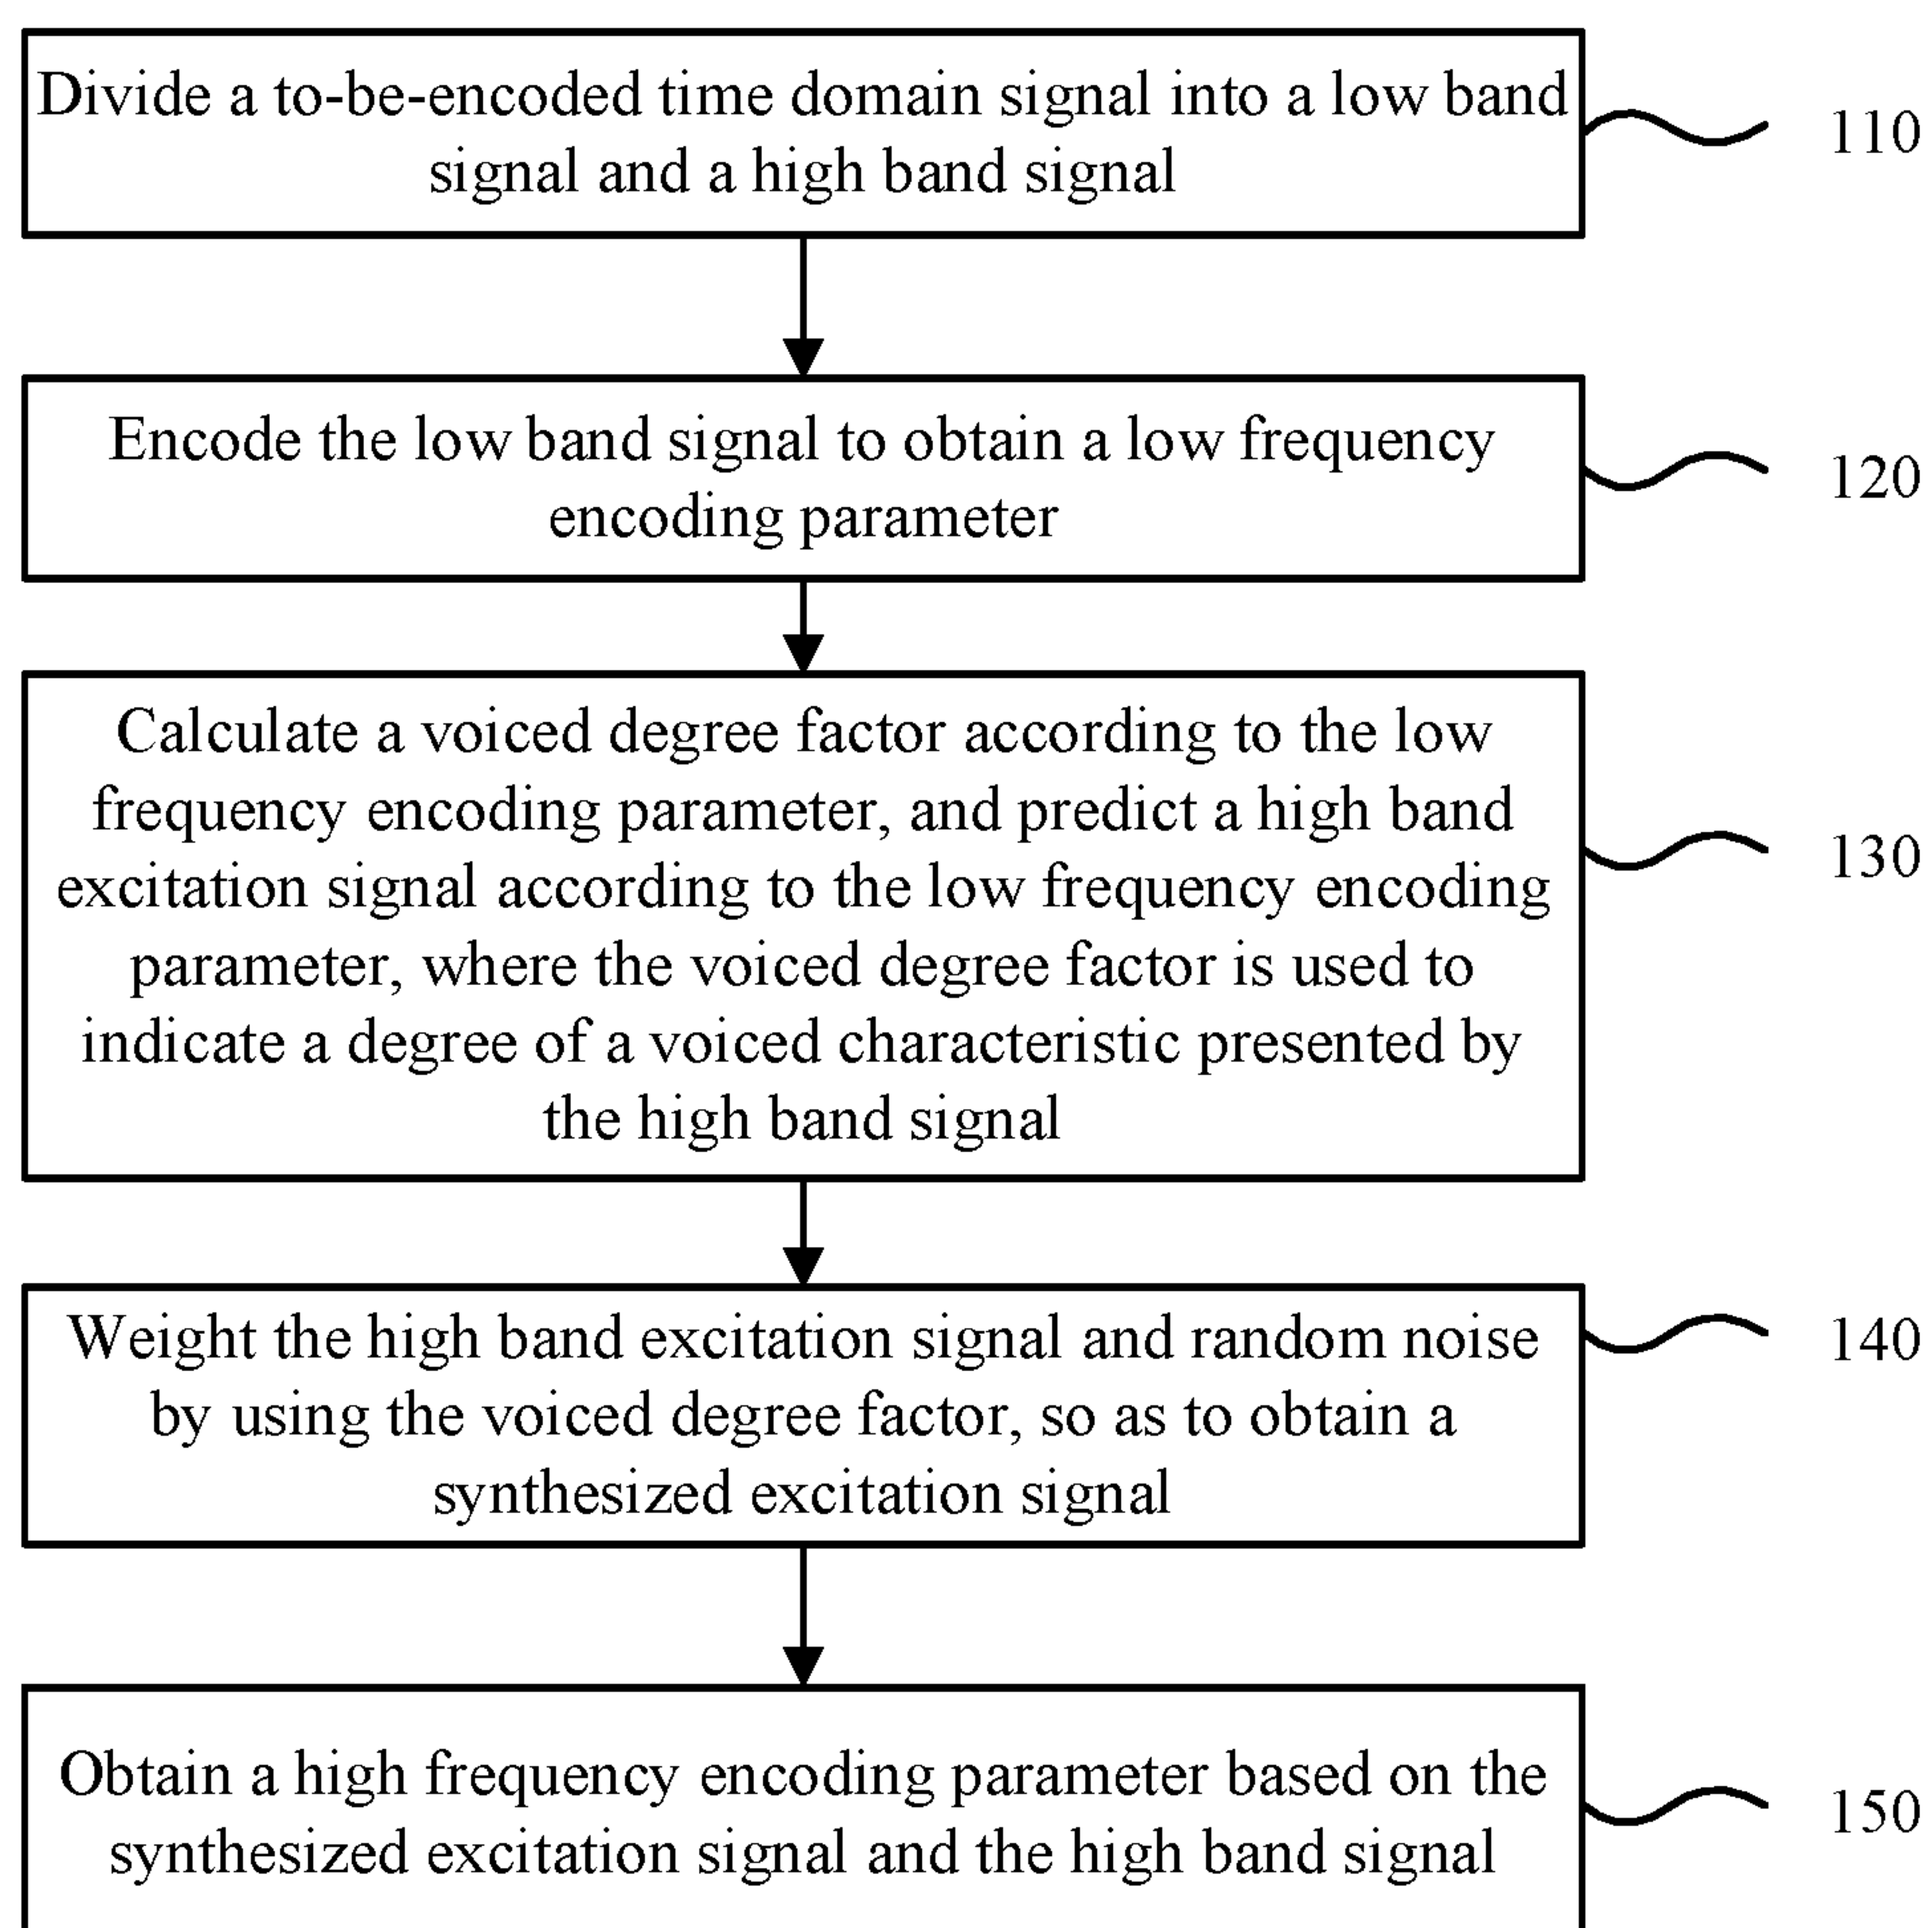 Divide a to-be-encoded time domain signal into a low band
signal and a high band signal
110
Encode the low band signal to obtain a low frequency
encoding parameter
120
Calculate a voiced degree factor according to the low
frequency encoding parameter, and predict a high band
excitation signal according to the low frequency encoding
parameter, where the voiced degree factor is used to
indicate a degree of a voiced characteristic presented by
the high band signal
130
Weight the high band excitation signal and random noise
by using the voiced degree factor, so as to obtain a
synthesized excitation signal
140
Obtain a high frequency encoding parameter based on the
synthesized excitation signal and the high band signal
150